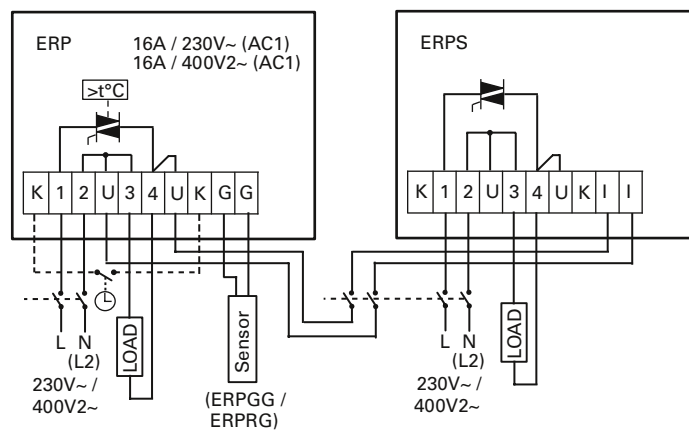 ERP
16A / 230V~ (AC1)
16A / 400V2~ (AC1)
>t°C
K 1 2 U 3 4 U K G G
L N
(L2)
230V~ /
400V2~
LOAD
Sensor
(ERPGG /
ERPRG)
ERPS
K 1 2 U 3 4 U K I I
L N
(L2)
230V~ /
400V2~
LOAD